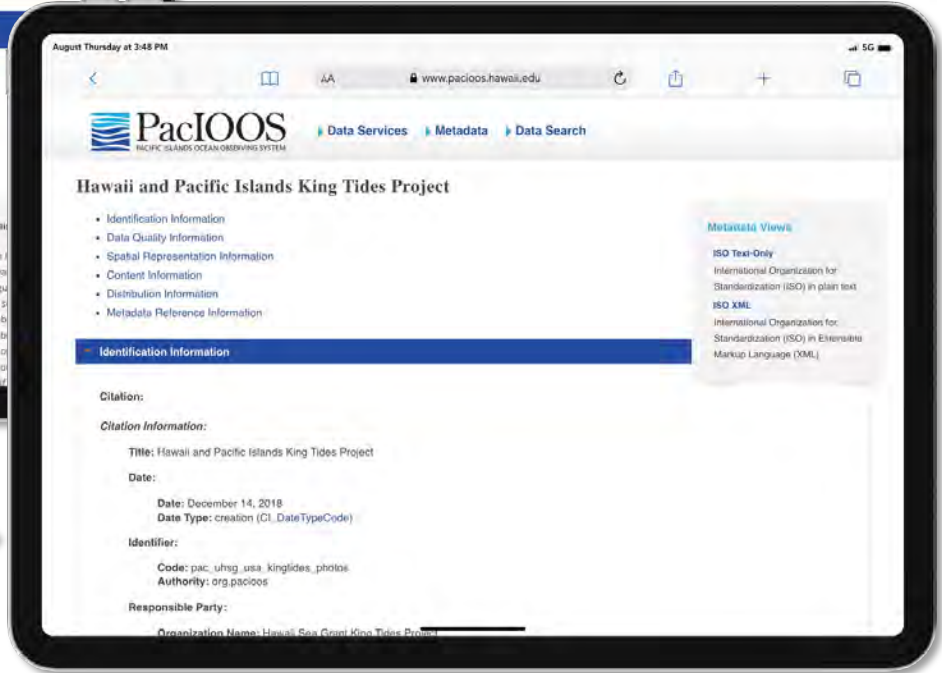 August Thursday at 3:48 PM
5G
AA
www.pacioos.hawaii.edu
PacIOOS
PACIFIC ISLANDS OCEAN OBSERVING SYSTEM
Data Services
Metadata
Data Search
Hawaii and Pacific Islands King Tides Project
• Identification Information
• Data Quality Information
• Spatial Representation Information
• Content Information
• Distribution Information
• Metadata Reference Information
Metadata Views
ISO Text-Only
International Organization for
Standardization (ISO) in plain text
ISO XML
International Organization for
Standardization (ISO) in Extensible
Markup Language (XML)
- Identification Information
Citation:
Citation Information:
Title: Hawaii and Pacific Islands King Tides Project
Date:
Date: December 14, 2018
Date Type: creation (CI_DateTypeCode)
Identifier:
Code: pac_uhsg_usa_kingtides_photos
Authority: org.pacioos
Responsible Party:
Organization Name: Hawaii Sea Grant King Tides Project